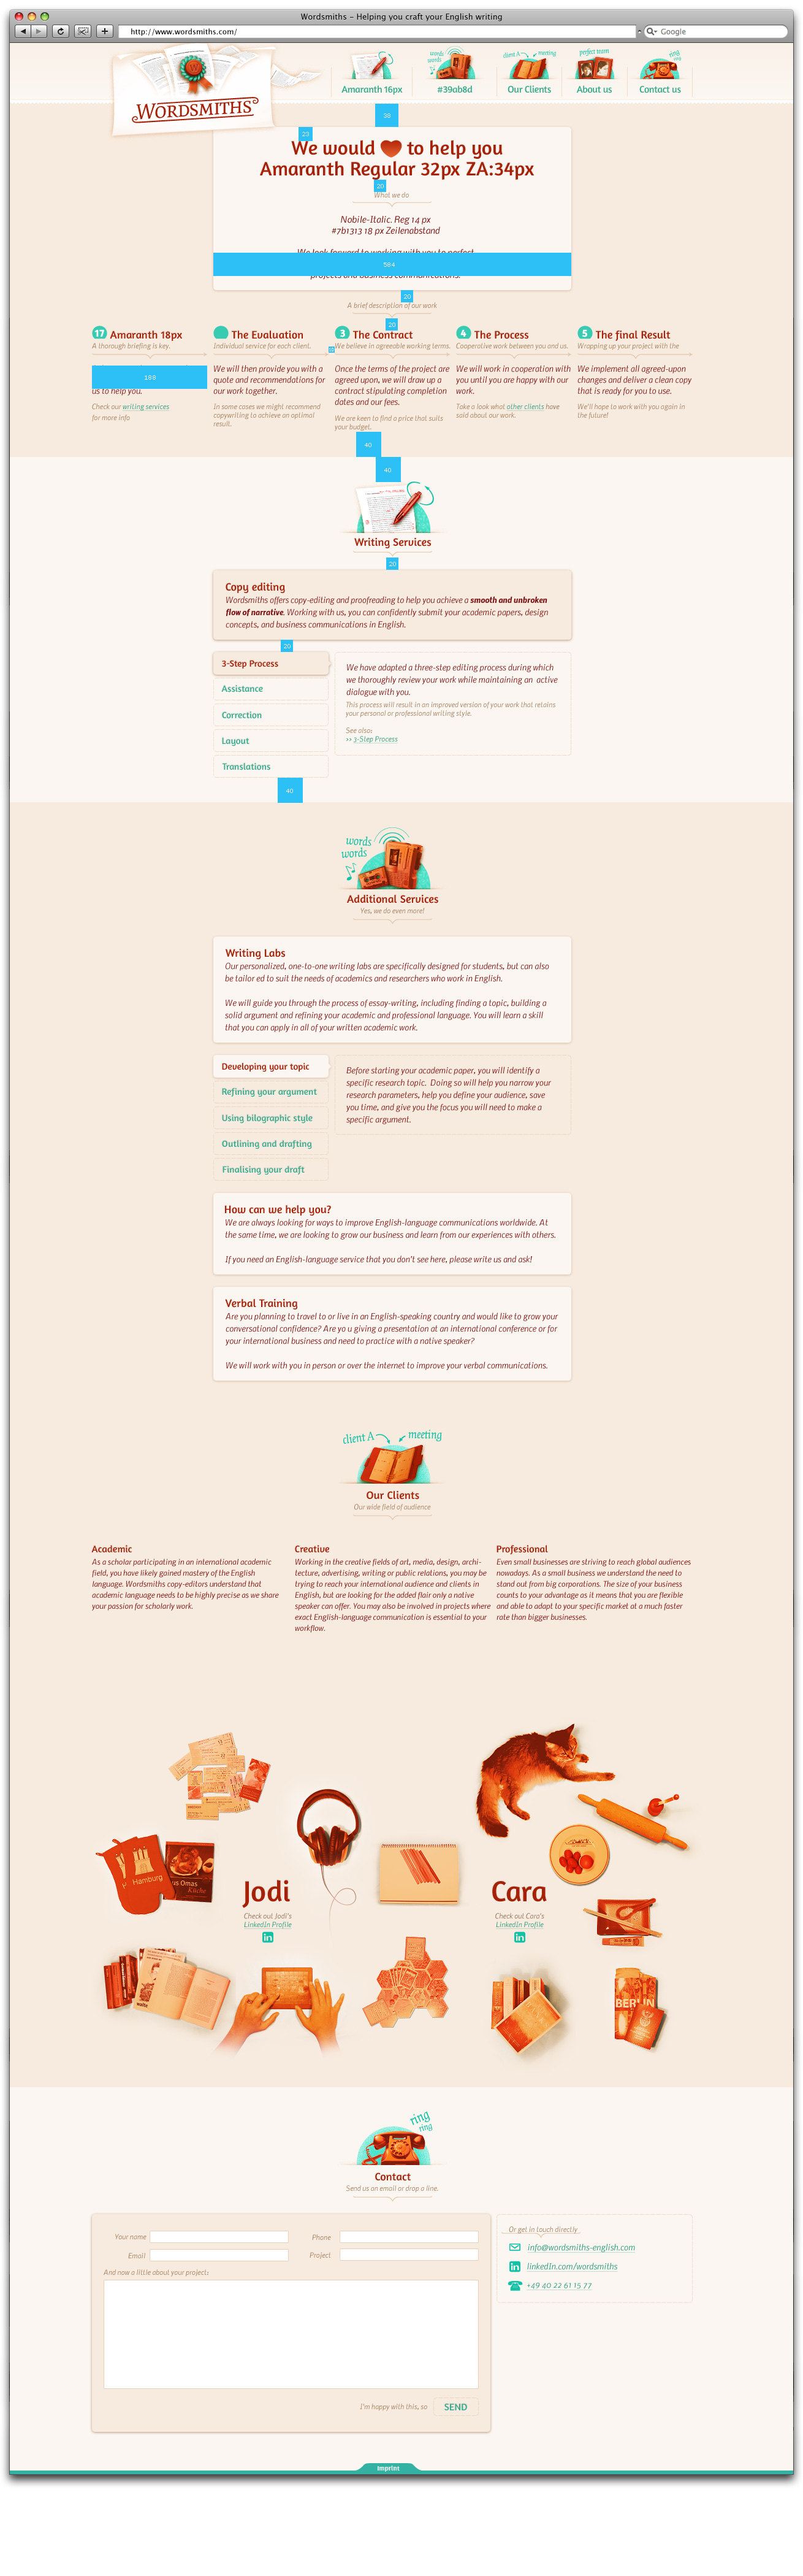 Wordsmiths – Helping you craft your English writing
http://www.wordsmiths.com/
Google
WORDSMITHS
words
words
client A
meeting
perfect team
ring
ring
Amaranth 16px
#39ab8d
Our Clients
About us
Contact us
38
23
We would to help you
Amaranth Regular 32px ZA:34px
20
What we do
Nobile-Italic. Reg 14 px
#7b1313 18 px Zeilenabstand
We look forward to working with you to perfect
584
projects and business communications.
20
A brief description of our work
20
17 Amaranth 18px
A thorough briefing is key.
188
us to help you.
Check our writing services
for more info
The Evaluation
Individual service for each client.
We will then provide you with a
quote and recommendations for
our work together.
In some cases we might recommend
copywriting to achieve an optimal
result.
3 The Contract
We believe in agreeable working terms.
Once the terms of the project are
agreed upon, we will draw up a
contract stipulating completion
dates and our fees.
We are keen to find a price that suits
your budget.
4 The Process
Cooperative work between you and us.
We will work in cooperation with
you until you are happy with our
work.
Take a look what other clients have
said about our work.
5 The final Result
Wrapping up your project with the
We implement all agreed-upon
changes and deliver a clean copy
that is ready for you to use.
We'll hope to work with you again in
the future!
40
40
Writing Services
20
Copy editing
Wordsmiths offers copy-editing and proofreading to help you achieve a smooth and unbroken
flow of narrative. Working with us, you can confidently submit your academic papers, design
concepts, and business communications in English.
20
3-Step Process
Assistance
Correction
Layout
Translations
We have adapted a three-step editing process during which
we thoroughly review your work while maintaining an active
dialogue with you.
This process will result in an improved version of your work that retains
your personal or professional writing style.
See also:
>> 3-Step Process
40
words
words
Additional Services
Yes, we do even more!
Writing Labs
Our personalized, one-to-one writing labs are specifically designed for students, but can also
be tailor ed to suit the needs of academics and researchers who work in English.
We will guide you through the process of essay-writing, including finding a topic, building a
solid argument and refining your academic and professional language. You will learn a skill
that you can apply in all of your written academic work.
Developing your topic
Refining your argument
Using bilographic style
Outlining and drafting
Finalising your draft
Before starting your academic paper, you will identify a
specific research topic. Doing so will help you narrow your
research parameters, help you define your audience, save
you time, and give you the focus you will need to make a
specific argument.
How can we help you?
We are always looking for ways to improve English-language communications worldwide. At
the same time, we are looking to grow our business and learn from our experiences with others.
If you need an English-language service that you don't see here, please write us and ask!
Verbal Training
Are you planning to travel to or live in an English-speaking country and would like to grow your
conversational confidence? Are yo u giving a presentation at an international conference or for
your international business and need to practice with a native speaker?
We will work with you in person or over the internet to improve your verbal communications.
client A
meeting
Our Clients
Our wide field of audience
Academic
As a scholar participating in an international academic
field, you have likely gained mastery of the English
language. Wordsmiths copy-editors understand that
academic language needs to be highly precise as we share
your passion for scholarly work.
Creative
Working in the creative fields of art, media, design, archi-
tecture, advertising, writing or public relations, you may be
trying to reach your international audience and clients in
English, but are looking for the added flair only a native
speaker can offer. You may also be involved in projects where
exact English-language communication is essential to your
workflow.
Professional
Even small businesses are striving to reach global audiences
nowadays. As a small business we understand the need to
stand out from big corporations. The size of your business
counts to your advantage as it means that you are flexible
and able to adapt to your specific market at a much faster
rate than bigger businesses.
Hamburg
us Omas
Küche
Jodi
Check out Jodi's
LinkedIn Profile
in
Cara
Check out Cara's
LinkedIn Profile
in
BERLIN
ring
ring
Contact
Send us an email or drop a line.
Your name
Phone
Email
Project
And now a little about your project:
I'm happy with this, so
SEND
Or get in touch directly
info@wordsmiths-english.com
in
linkedIn.com/wordsmiths
+49 40 22 61 15 77
Imprint